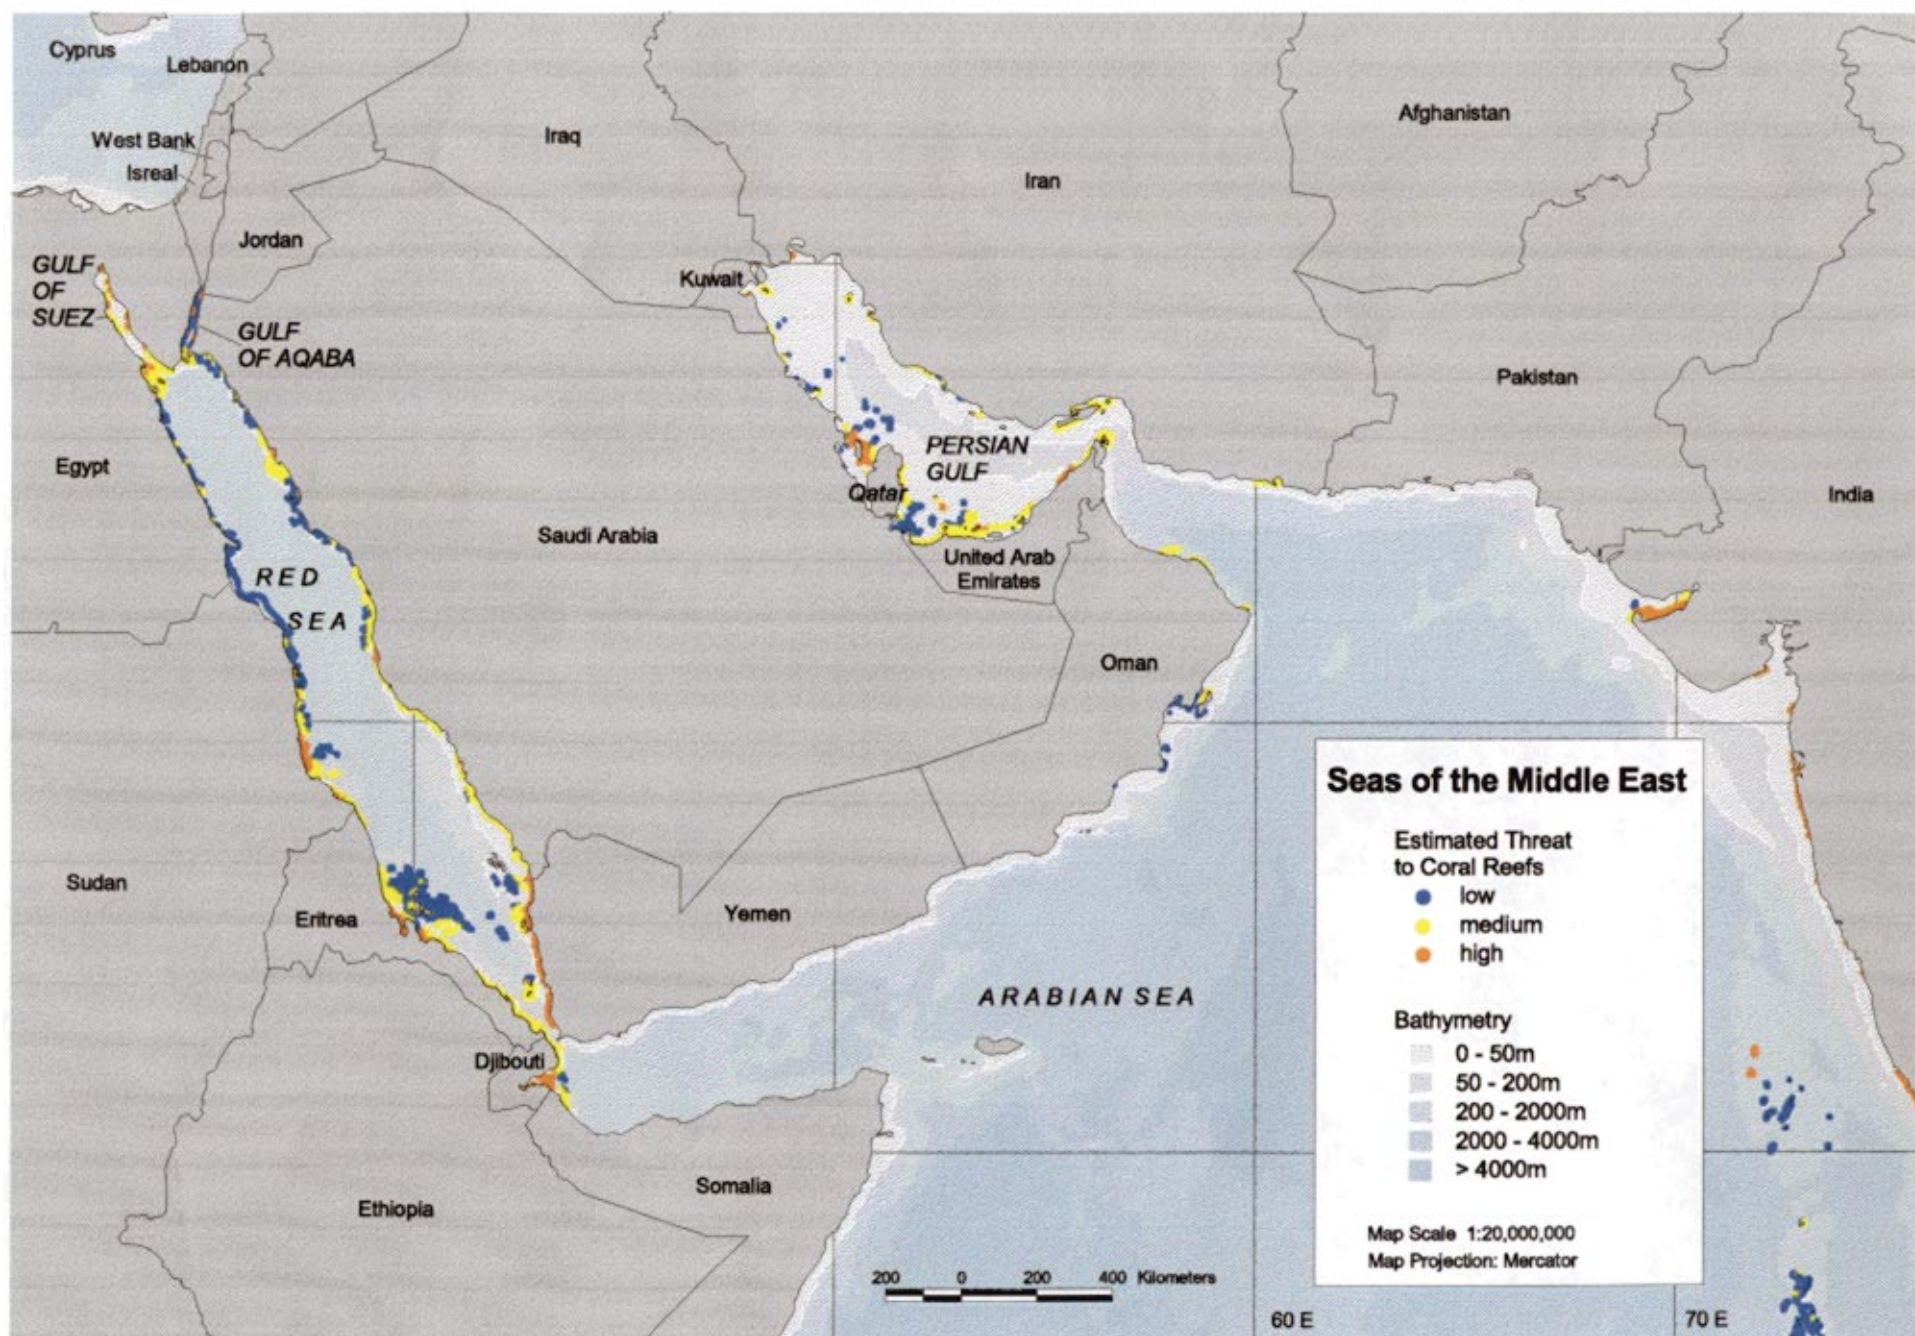 Cyprus
Lebanon
West Bank
Isreal
Jordan
Iraq
Iran
Afghanistan
Kuwait
GULF
OF
SUEZ
GULF
OF AQABA
Pakistan
Egypt
Saudi Arabia
Qatar
PERSIAN
GULF
United Arab
Emirates
India
RED
SEA
Oman
Sudan
Eritrea
Yemen
ARABIAN SEA
Djibouti
Ethiopia
Somalia
Seas of the Middle East
Estimated Threat
to Coral Reefs
low
medium
high
Bathymetry
0 - 50m
50 - 200m
200 - 2000m
2000 - 4000m
> 4000m
Map Scale 1:20,000,000
Map Projection: Mercator
200 0 200 400 Kilometers
60 E
70 E